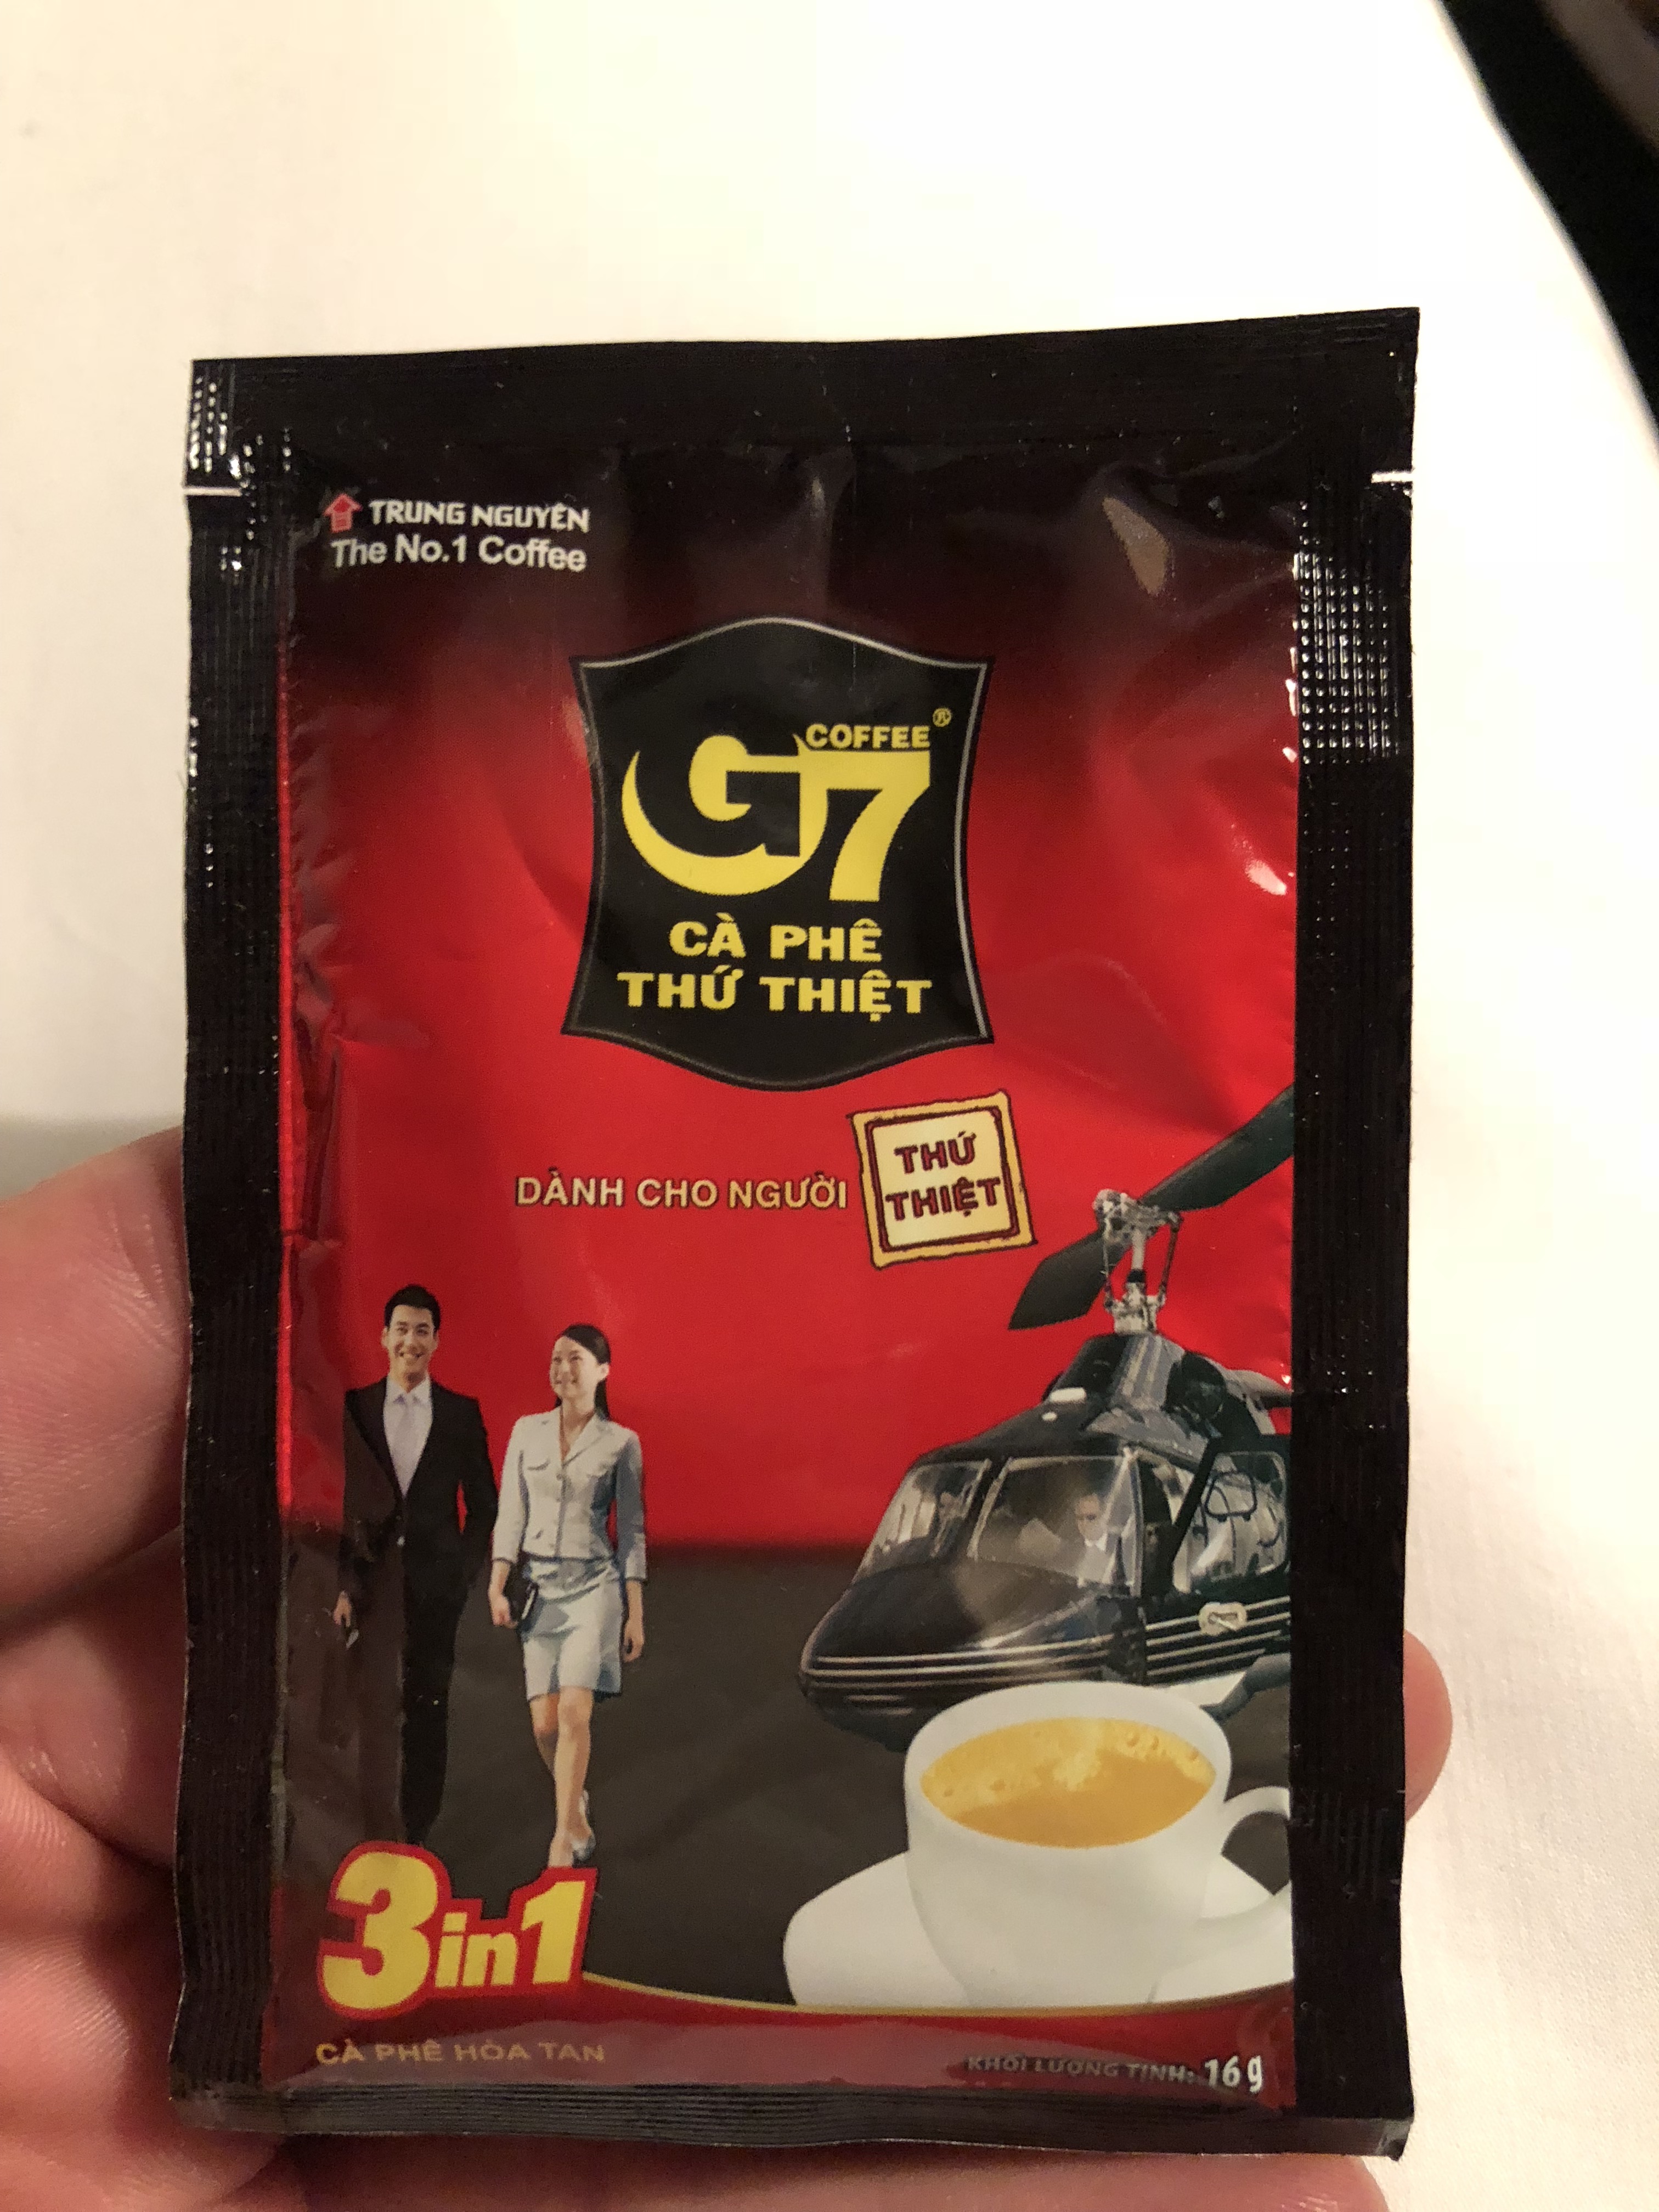 TRUNG NGUYÊN
The No.1 Coffee
G7 COFFEE ®
CÀ PHÊ
THỨ THIỆT
DÀNH CHO NGƯỜI
THỨ
THIỆT
3in1
CÀ PHÊ HÒA TAN
KHỐI LƯỢNG TỊNH: 16g